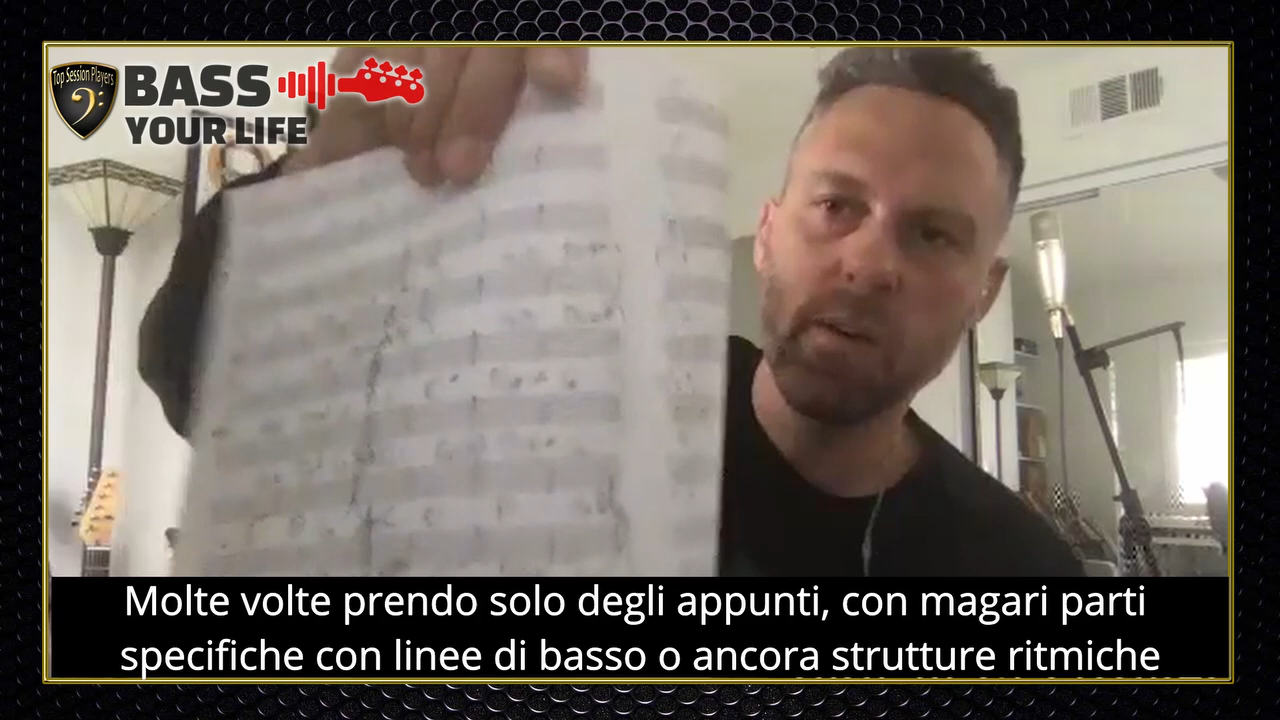 Top Session Players
BASS
YOUR LIFE
Molte volte prendo solo degli appunti, con magari parti
specifiche con linee di basso o ancora strutture ritmiche